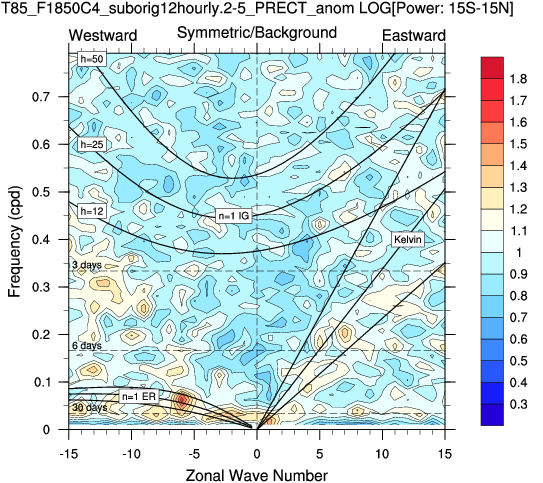 T85_F1850C4_suborig12hourly.2-5_PRECT_anom LOG[Power: 15S-15N]
Westward Symmetric/Background Eastward
h=50
h=25
h=12
n=1 IG
Kelvin
3 days
6 days
n=1 ER
30 days
Frequency (cpd)
0.7
0.6
0.5
0.4
0.3
0.2
0.1
0
-15 -10 -5 0 5 10 15
Zonal Wave Number
1.8
1.7
1.6
1.5
1.4
1.3
1.2
1.1
1
0.9
0.8
0.7
0.6
0.5
0.4
0.3